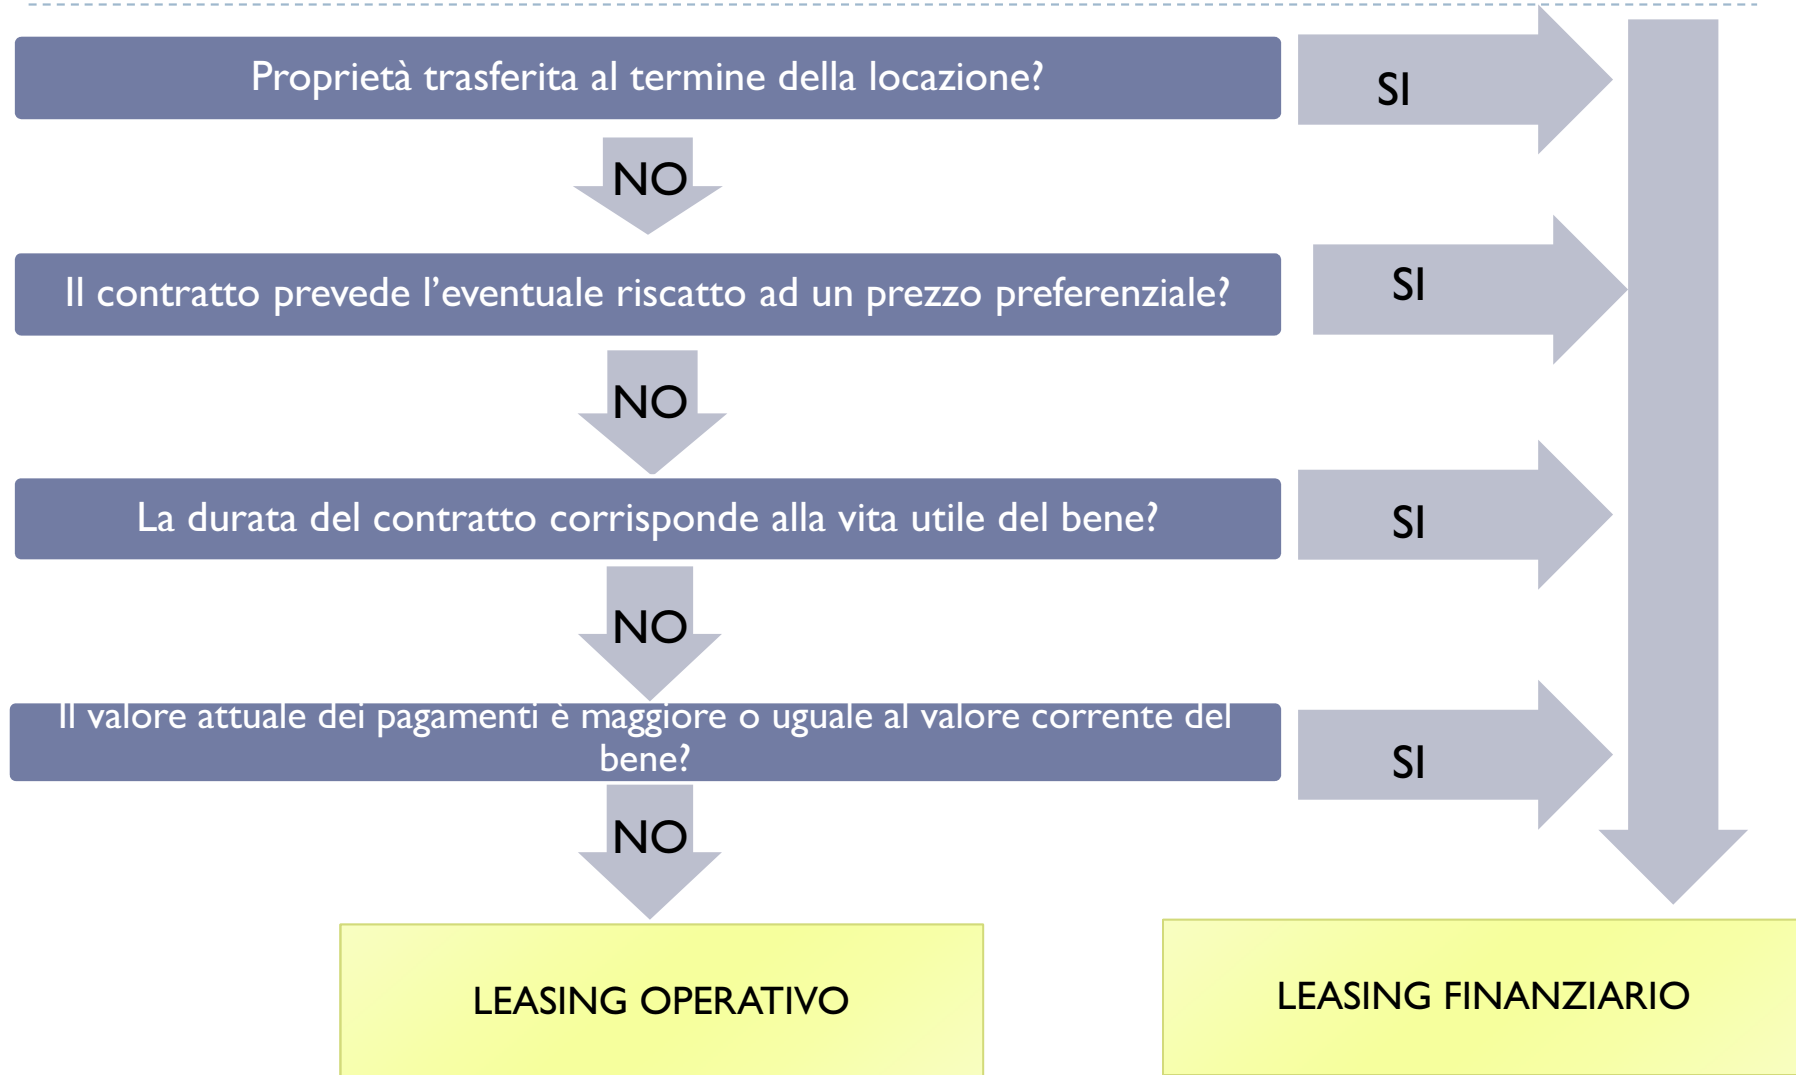 Proprietà trasferita al termine della locazione?
SI
NO
Il contratto prevede l’eventuale riscatto ad un prezzo preferenziale?
SI
NO
La durata del contratto corrisponde alla vita utile del bene?
SI
NO
Il valore attuale dei pagamenti è maggiore o uguale al valore corrente del
bene?
SI
NO
LEASING OPERATIVO
LEASING FINANZIARIO